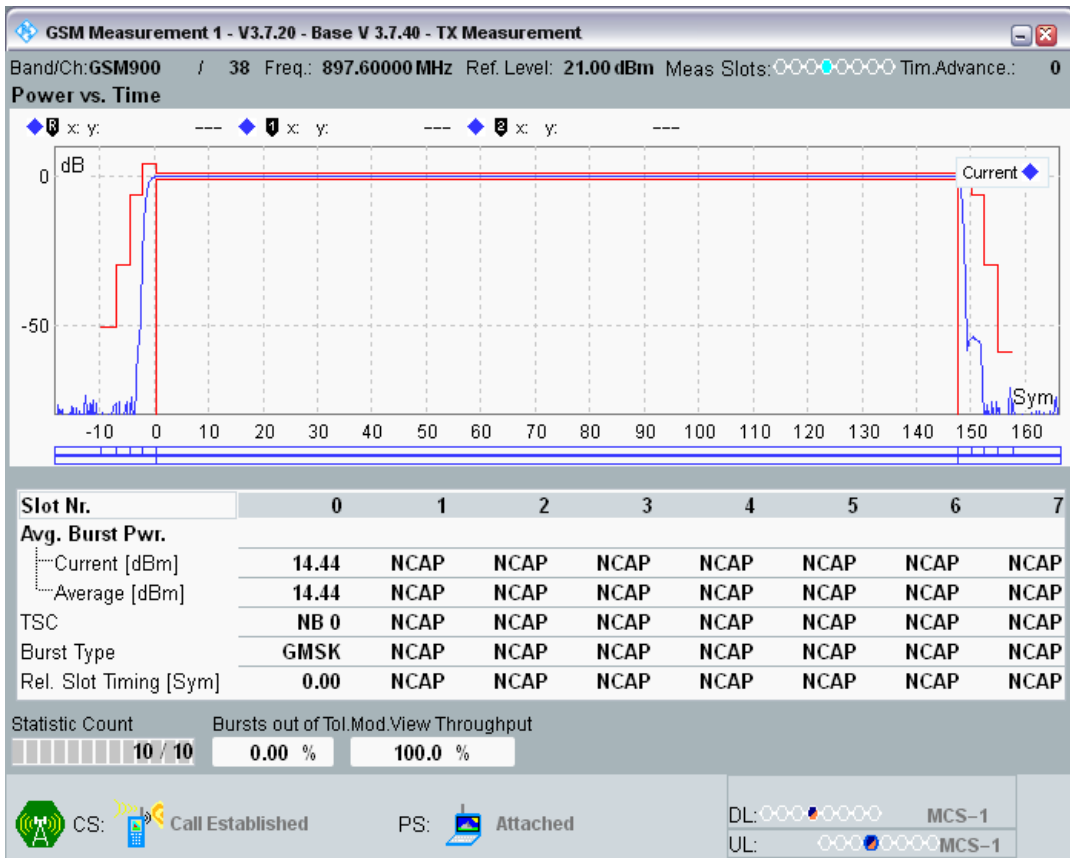 GSM Measurement 1 - V3.7.20 - Base V 3.7.40 - TX Measurement
Band/Ch:GSM900 / 38 Freq.: 897.60000 MHz Ref. Level: 21.00 dBm Meas Slots: Tim.Advance.: 0
Power vs. Time
R x: y: --- 1 x: y: --- 2 x: y: ---
dB
Current
0
-50
Sym
-10 0 10 20 30 40 50 60 70 80 90 100 110 120 130 140 150 160
Slot Nr. 0 1 2 3 4 5 6 7
Avg. Burst Pwr.
Current [dBm] 14.44 NCAP NCAP NCAP NCAP NCAP NCAP NCAP
Average [dBm] 14.44 NCAP NCAP NCAP NCAP NCAP NCAP NCAP
TSC NB 0 NCAP NCAP NCAP NCAP NCAP NCAP NCAP
Burst Type GMSK NCAP NCAP NCAP NCAP NCAP NCAP NCAP
Rel. Slot Timing [Sym] 0.00 NCAP NCAP NCAP NCAP NCAP NCAP NCAP
Statistic Count Bursts out of Tol.Mod.View Throughput
10 / 10 0.00 % 100.0 %
CS: Call Established PS: Attached
DL: MCS-1
UL: MCS-1